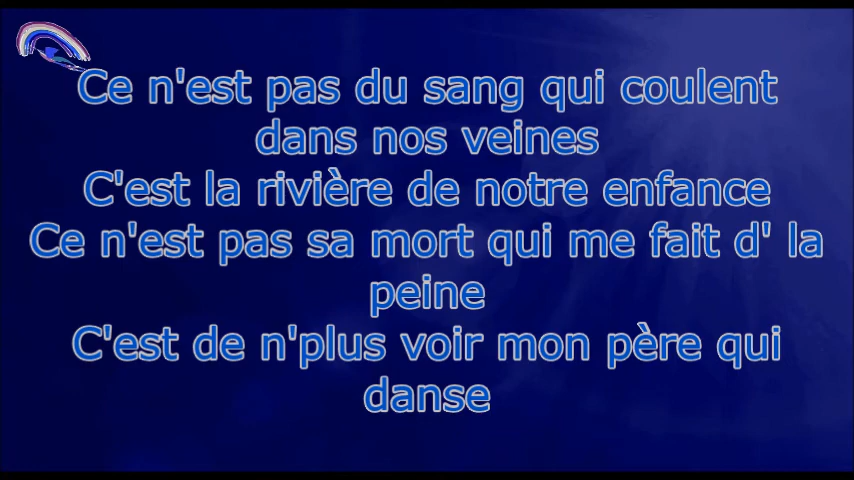 Ce n'est pas du sang qui coulent
dans nos veines
C'est la rivière de notre enfance
Ce n'est pas sa mort qui me fait d' la
peine
C'est de n'plus voir mon père qui
danse